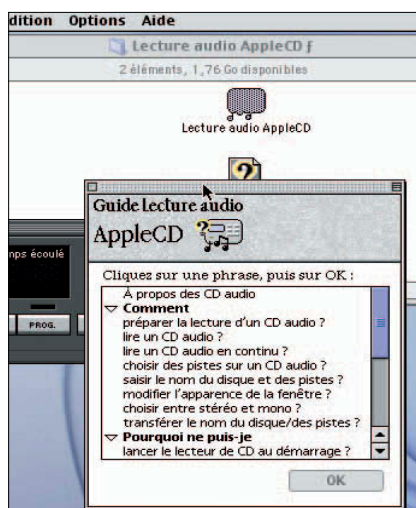 dition Options Aide
Lecture audio AppleCD ƒ
2 éléments, 1,76 Go disponibles
Lecture audio AppleCD
Guide Lecture audio
AppleCD
mps écoulé
Cliquez sur une phrase, puis sur OK :
À propos des CD audio
Comment
préparer la lecture d'un CD audio ?
lire un CD audio ?
PROG.
lire un CD audio en continu ?
choisir des pistes sur un CD audio ?
saisir le nom du disque et des pistes ?
modifier l'apparence de la fenêtre ?
choisir entre stéréo et mono ?
transférer le nom du disque/des pistes ?
Pourquoi ne puis-je
lancer le lecteur de CD au démarrage ?
OK